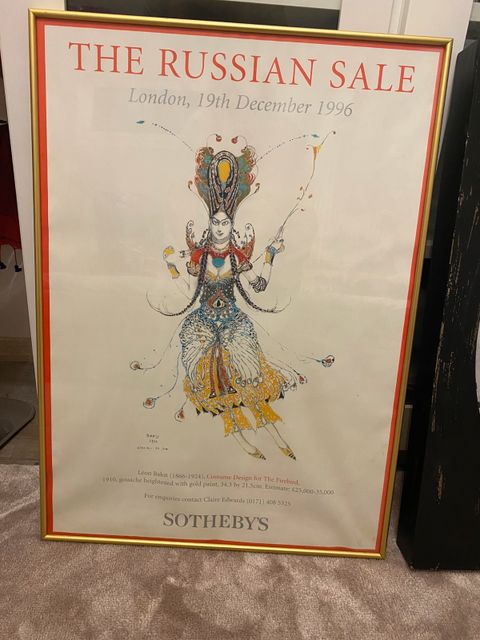 THE RUSSIAN SALE
London, 19th December 1996
Léon Bakst (1866-1924), Costume Design for The Firebird,
1910, gouache heightened with gold paint, 34.3 by 21.5cm. Estimate: £25,000-35,000
For enquiries contact Claire Edwards (0171) 408 5325
SOTHEBY'S